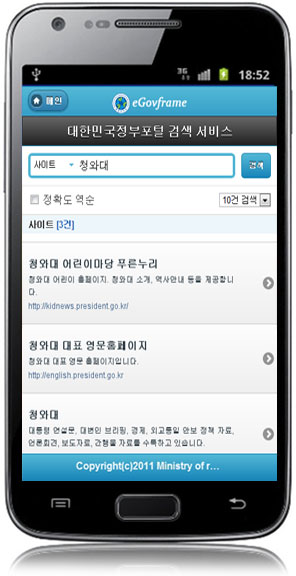 3G 18:52
메인
eGovframe
대한민국정부포털 검색 서비스
사이트 청와대 검색
정확도 역순 10건 검색
사이트 [3건]
청와대 어린이마당 푸른누리
청와대 어린이 홈페이지. 청와대 소개, 역사안내 등을 제공합니
다.
http://kidnews.president.go.kr/
청와대 대표 영문홈페이지
청와대 대표 영문 홈페이지입니다.
http://english.president.go.kr
청와대
대통령 연설문, 대변인 브리핑, 경제, 외교통일 안보 정책 자료,
언론회견, 보도자료, 간행물 자료를 수록하고 있습니다.
Copyright(c)2011 Ministry of r...